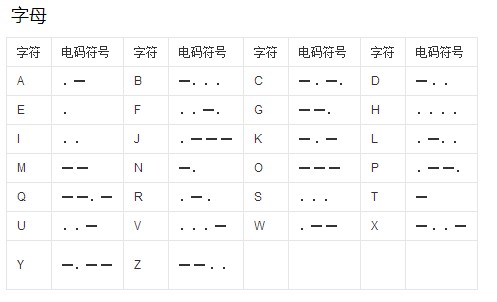 字母
字符 电码符号 字符 电码符号 字符 电码符号 字符 电码符号
A . — B —. . . C —. —. D —. .
E . F . . —. G ——. H . . . .
I . . J . ——— K —. — L . —. .
M —— N —. O ——— P . ——.
Q ——. — R . —. S . . . T —
U . . — V . . . — W . —— X —. . —
Y —. —— Z ——. .